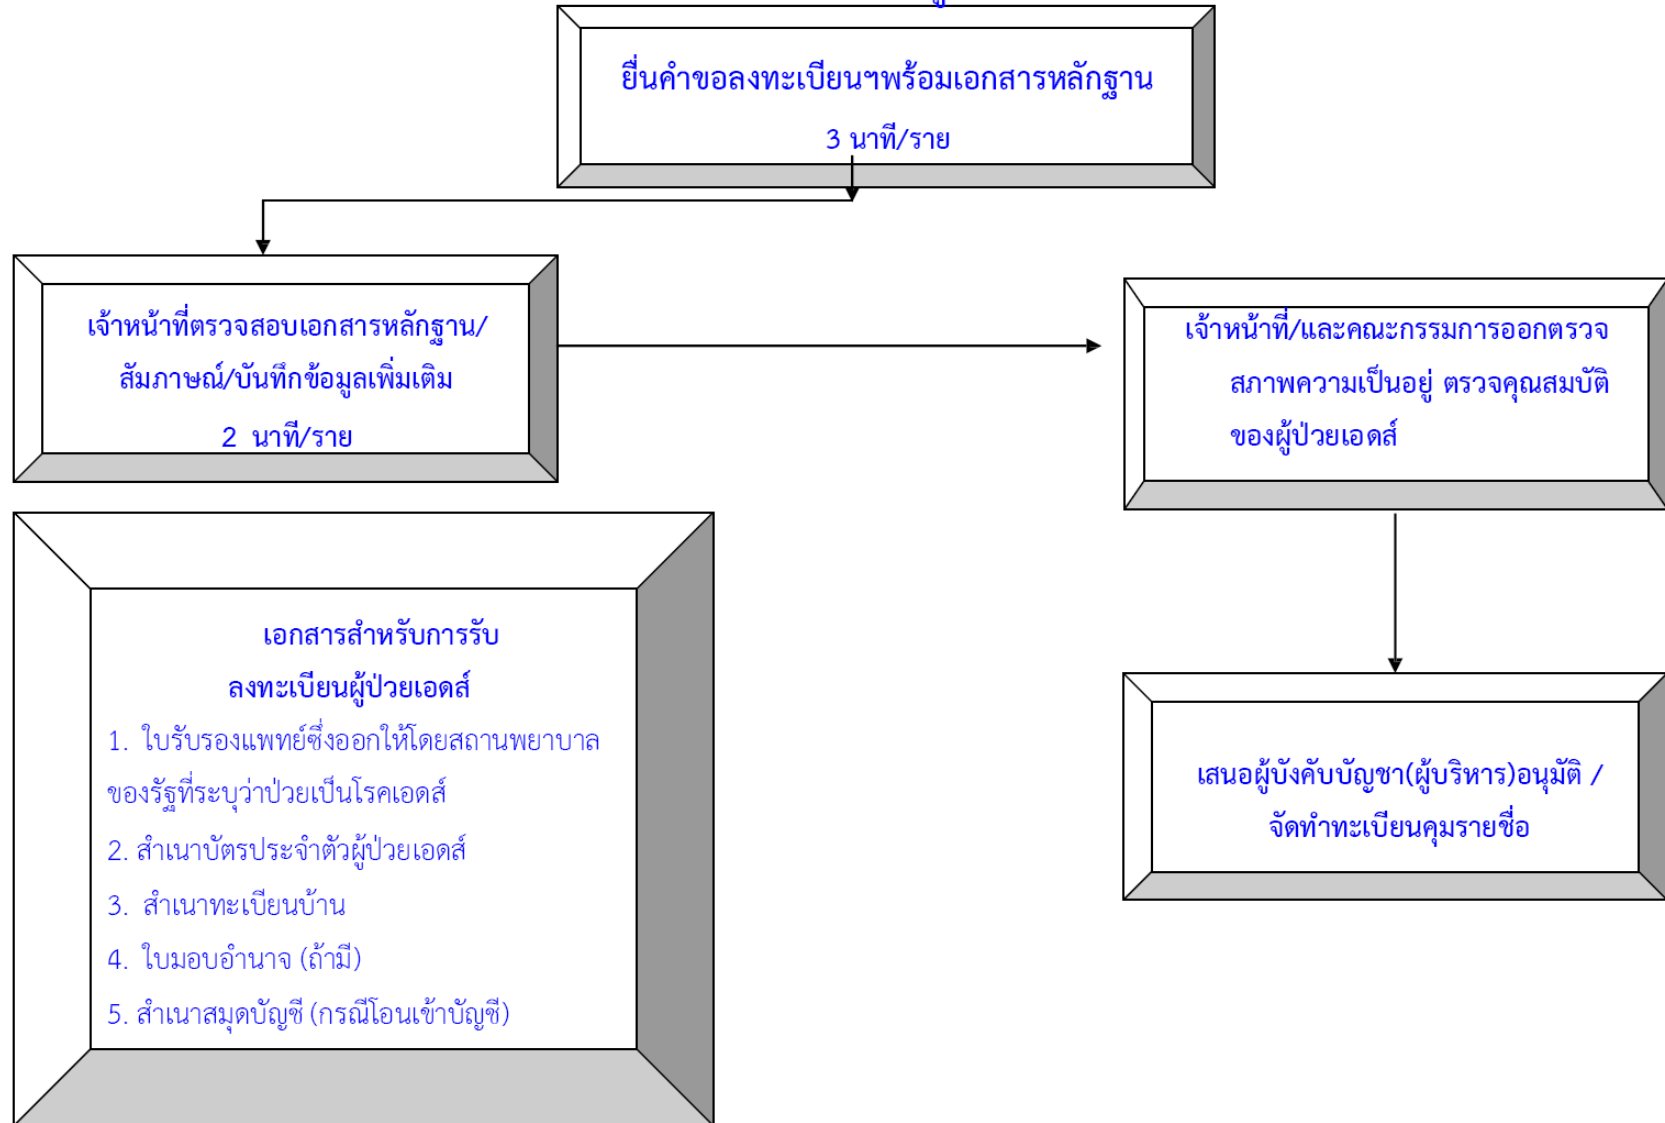 ยื่นคำขอลงทะเบียนฯพร้อมเอกสารหลักฐาน
3 นาที/ราย
เจ้าหน้าที่ตรวจสอบเอกสารหลักฐาน/
สัมภาษณ์/บันทึกข้อมูลเพิ่มเติม
2 นาที/ราย
เจ้าหน้าที่/และคณะกรรมการออกตรวจ
สภาพความเป็นอยู่ ตรวจคุณสมบัติ
ของผู้ป่วยเอดส์
เอกสารสำหรับการรับ
ลงทะเบียนผู้ป่วยเอดส์
1. ใบรับรองแพทย์ซึ่งออกให้โดยสถานพยาบาล
ของรัฐที่ระบุว่าป่วยเป็นโรคเอดส์
2. สำเนาบัตรประจำตัวผู้ป่วยเอดส์
3. สำเนาทะเบียนบ้าน
4. ใบมอบอำนาจ (ถ้ามี)
5. สำเนาสมุดบัญชี (กรณีโอนเข้าบัญชี)
เสนอผู้บังคับบัญชา(ผู้บริหาร)อนุมัติ /
จัดทำทะเบียนคุมรายชื่อ